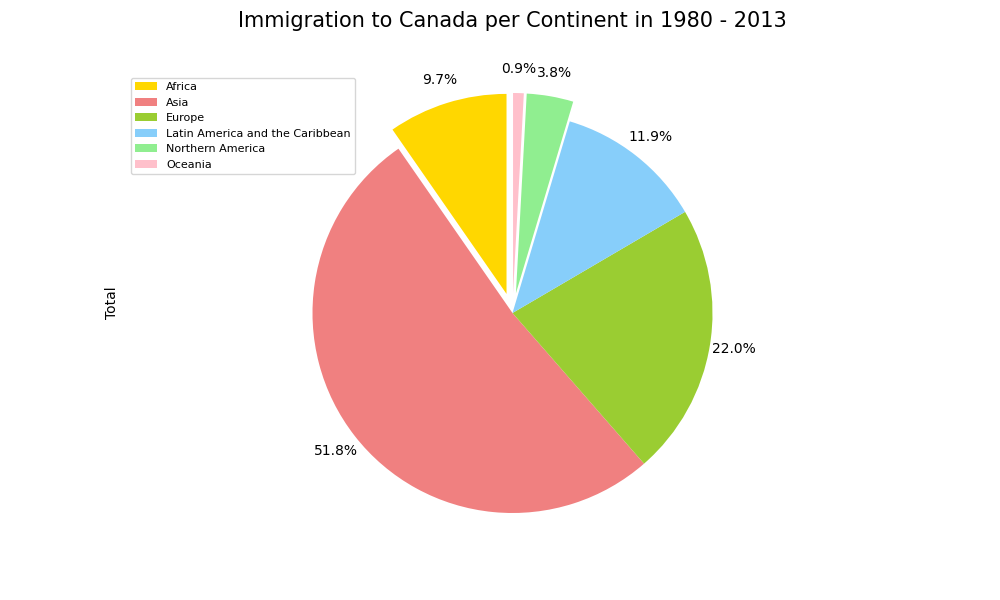 Immigration to Canada per Continent in 1980 - 2013
0.9%
3.8%
9.7%
Africa
Asia
Europe
Latin America and the Caribbean
Northern America
Oceania
11.9%
Total
22.0%
51.8%